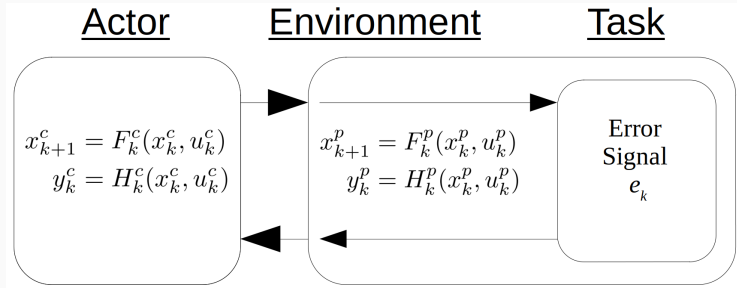 Actor Environment Task
x^c_{k+1} = F^c_k(x^c_k, u^c_k)
y^c_k = H^c_k(x^c_k, u^c_k)
x^p_{k+1} = F^p_k(x^p_k, u^p_k)
y^p_k = H^p_k(x^p_k, u^p_k)
Error
Signal
e_k